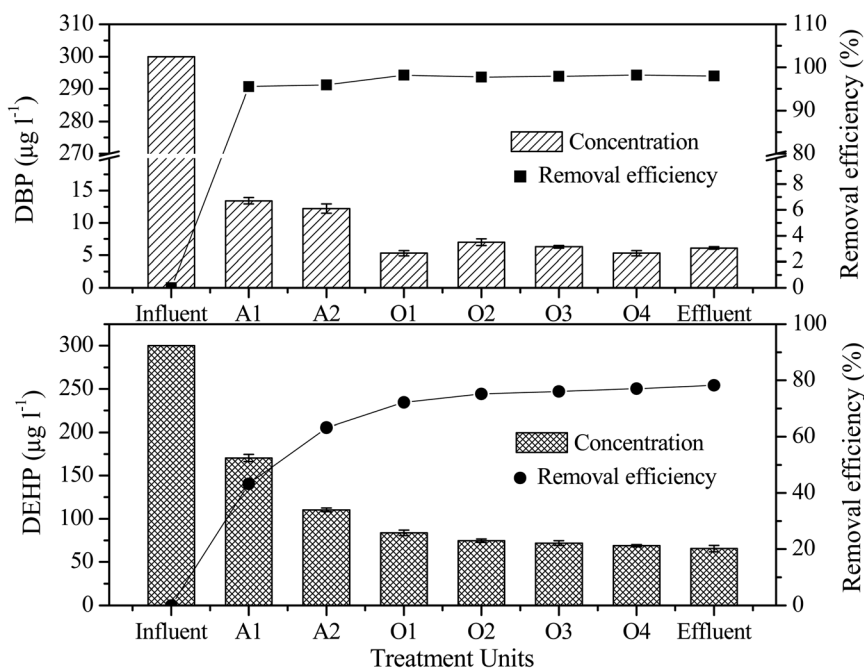 DBP (μg l⁻¹)
310
300
290
280
270
15
10
5
0
Concentration
Removal efficiency
110
100
90
80
8
6
4
2
0
Removal efficiency (%)
Influent A1 A2 O1 O2 O3 O4 Effluent
DEHP (μg l⁻¹)
300
250
200
150
100
50
0
Concentration
Removal efficiency
100
80
60
40
20
0
Removal efficiency (%)
Influent A1 A2 O1 O2 O3 O4 Effluent
Treatment Units